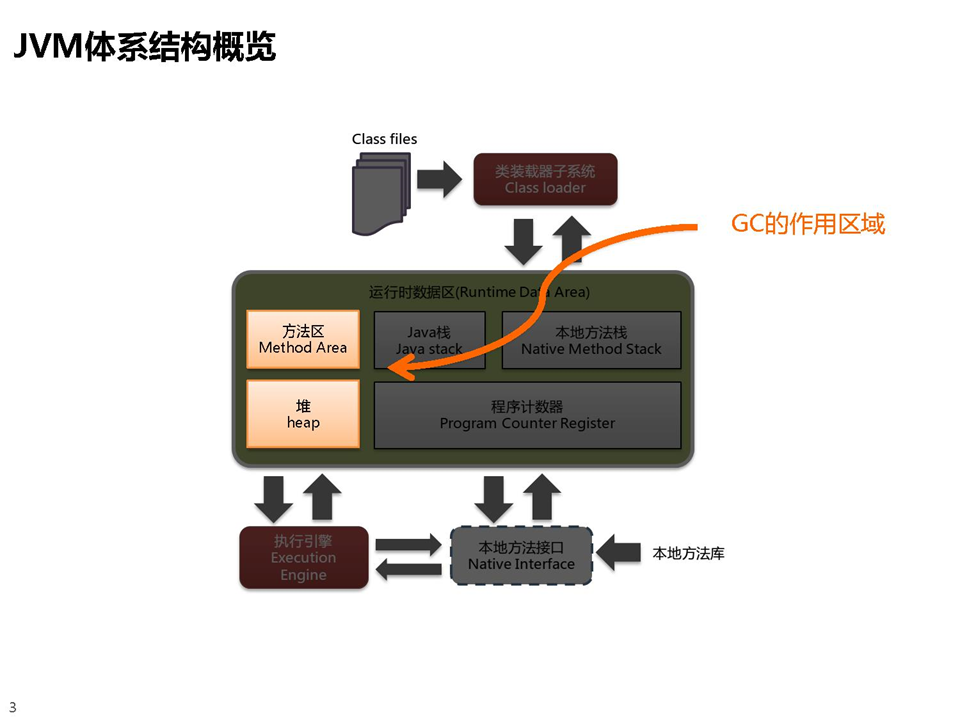 JVM体系结构概览
Class files
类装载器子系统
Class loader
GC的作用区域
运行时数据区(Runtime Data Area)
方法区
Method Area
Java栈
Java stack
本地方法栈
Native Method Stack
堆
heap
程序计数器
Program Counter Register
执行引擎
Execution
Engine
本地方法接口
Native Interface
本地方法库
3